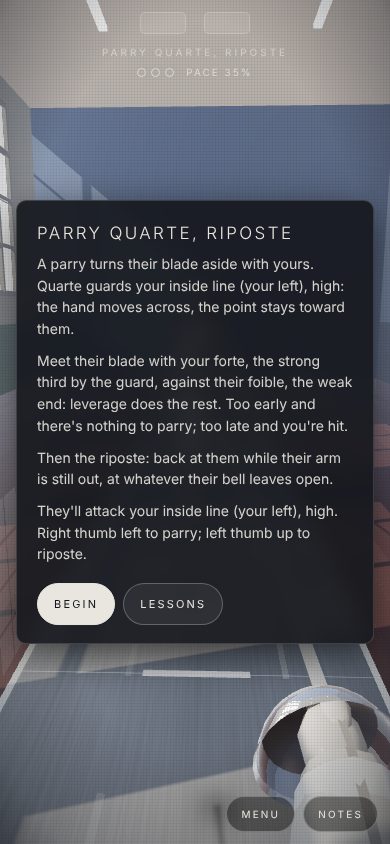 PARRY QUARTE, RIPOSTE
PACE 35%
PARRY QUARTE, RIPOSTE
A parry turns their blade aside with yours.
Quarte guards your inside line (your left), high:
the hand moves across, the point stays toward
them.
Meet their blade with your forte, the strong
third by the guard, against their foible, the weak
end: leverage does the rest. Too early and
there's nothing to parry; too late and you're hit.
Then the riposte: back at them while their arm
is still out, at whatever their bell leaves open.
They'll attack your inside line (your left), high.
Right thumb left to parry; left thumb up to
riposte.
BEGIN LESSONS
MENU NOTES